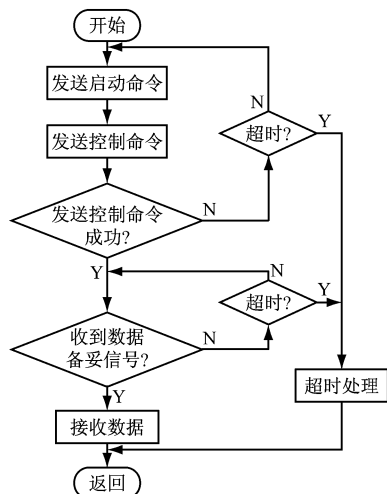 开始
发送启动命令
发送控制命令
N
超时?
Y
发送控制命令
成功?
N
Y
N
超时?
Y
收到数据
备妥信号?
N
Y
超时处理
接收数据
返回